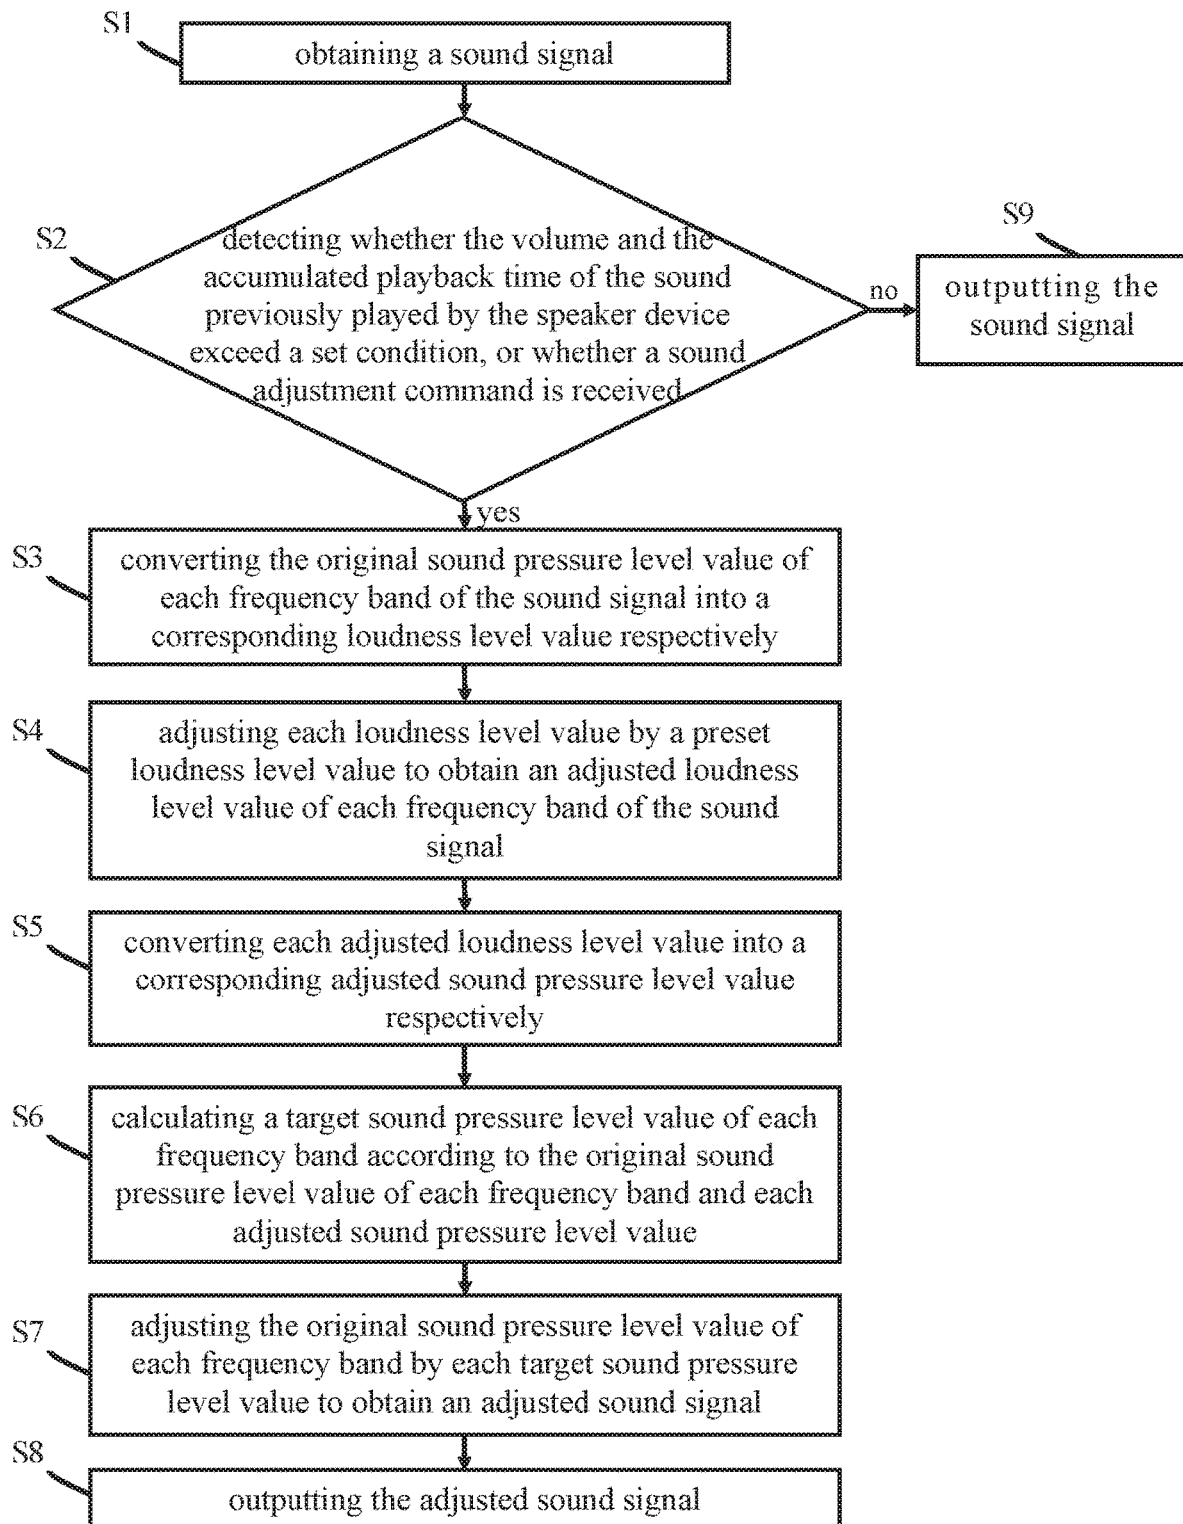 S1
obtaining a sound signal
S2
detecting whether the volume and the
accumulated playback time of the sound
previously played by the speaker device
exceed a set condition, or whether a sound
adjustment command is received
no
S9
outputting the
sound signal
yes
S3
converting the original sound pressure level value of
each frequency band of the sound signal into a
corresponding loudness level value respectively
S4
adjusting each loudness level value by a preset
loudness level value to obtain an adjusted loudness
level value of each frequency band of the sound
signal
S5
converting each adjusted loudness level value into a
corresponding adjusted sound pressure level value
respectively
S6
calculating a target sound pressure level value of each
frequency band according to the original sound
pressure level value of each frequency band and each
adjusted sound pressure level value
S7
adjusting the original sound pressure level value of
each frequency band by each target sound pressure
level value to obtain an adjusted sound signal
S8
outputting the adjusted sound signal